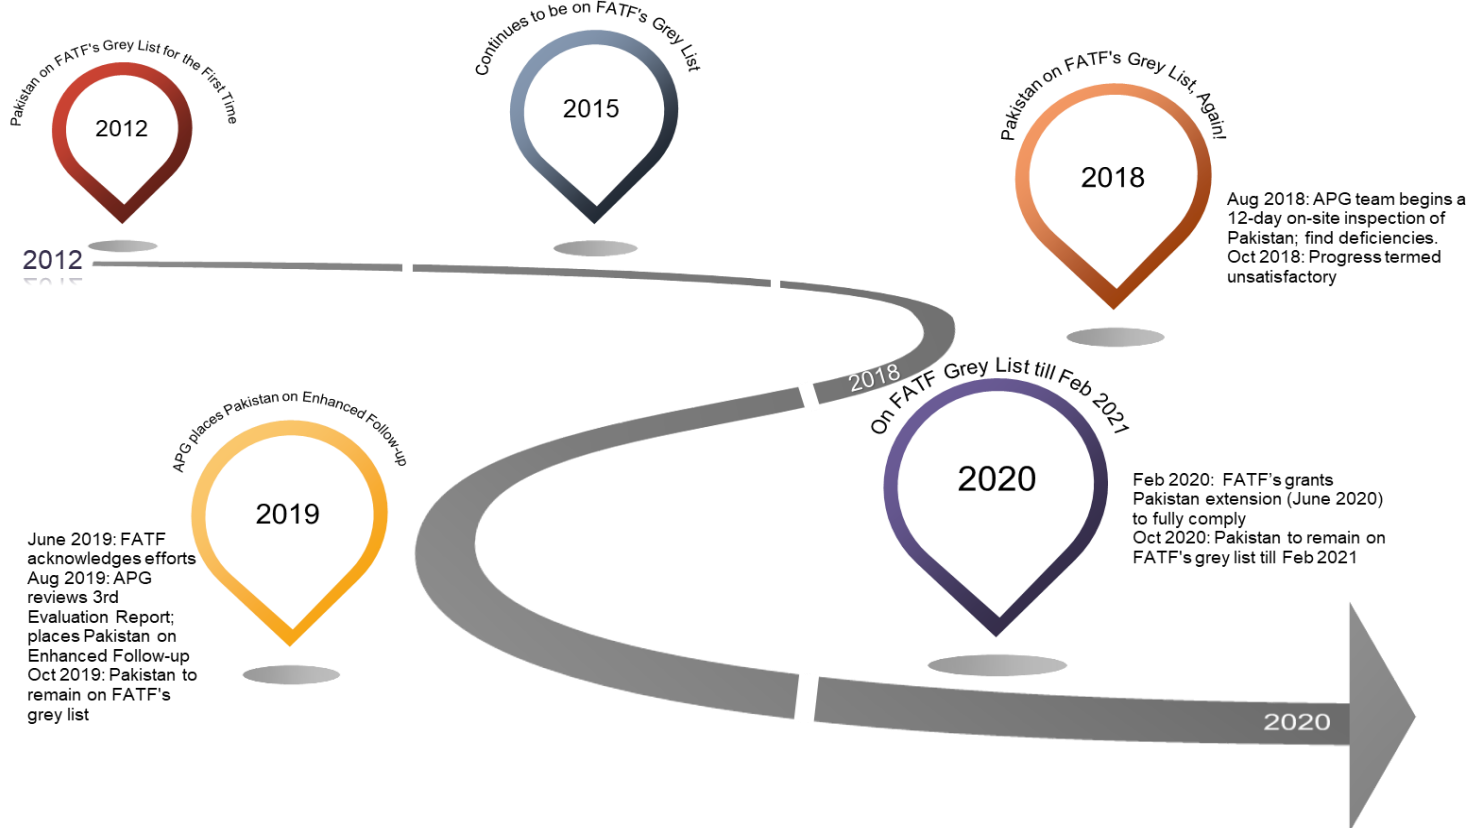 Pakistan on FATF's Grey List for the First Time
2012
Continues to be on FATF's Grey List
2015
Pakistan on FATF's Grey List, Again!
2018
Aug 2018: APG team begins a
12-day on-site inspection of
Pakistan; find deficiencies.
Oct 2018: Progress termed
unsatisfactory
2012
2018
APG places Pakistan on Enhanced Follow-up
2019
June 2019: FATF
acknowledges efforts
Aug 2019: APG
reviews 3rd
Evaluation Report;
places Pakistan on
Enhanced Follow-up
Oct 2019: Pakistan to
remain on FATF's
grey list
On FATF Grey List till Feb 2021
2020
Feb 2020:  FATF’s grants
Pakistan extension (June 2020)
to fully comply
Oct 2020: Pakistan to remain on
FATF's grey list till Feb 2021
2020